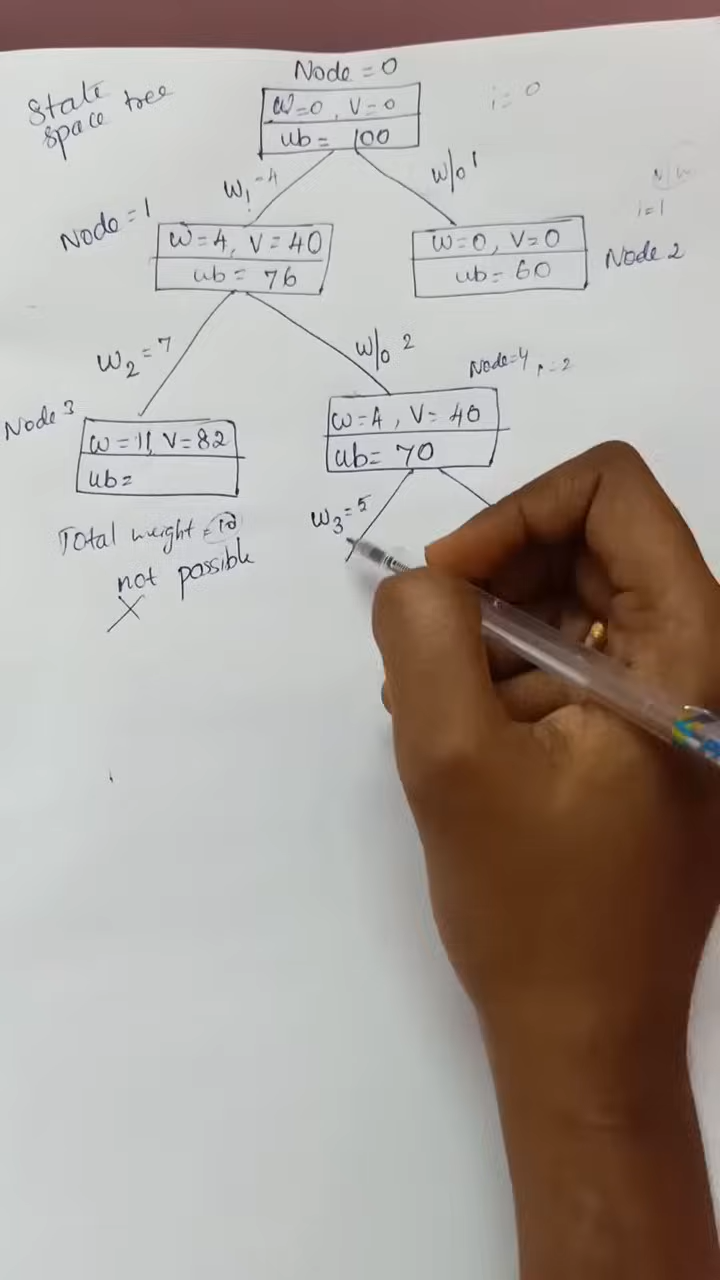 State space tree
Node = 0
i = 0
w=0, V=0
ub = 100
w1 = 4
w/o 1
Node = 1
i=1
w=4, V=40
ub = 76
w=0, V=0
ub= 60
Node 2
w2 = 7
w/o 2
Node=4, i=2
Node 3
w=11, V=82
ub=
w=4, V=40
ub= 70
w3=5
Total weight = 10
not possible
X